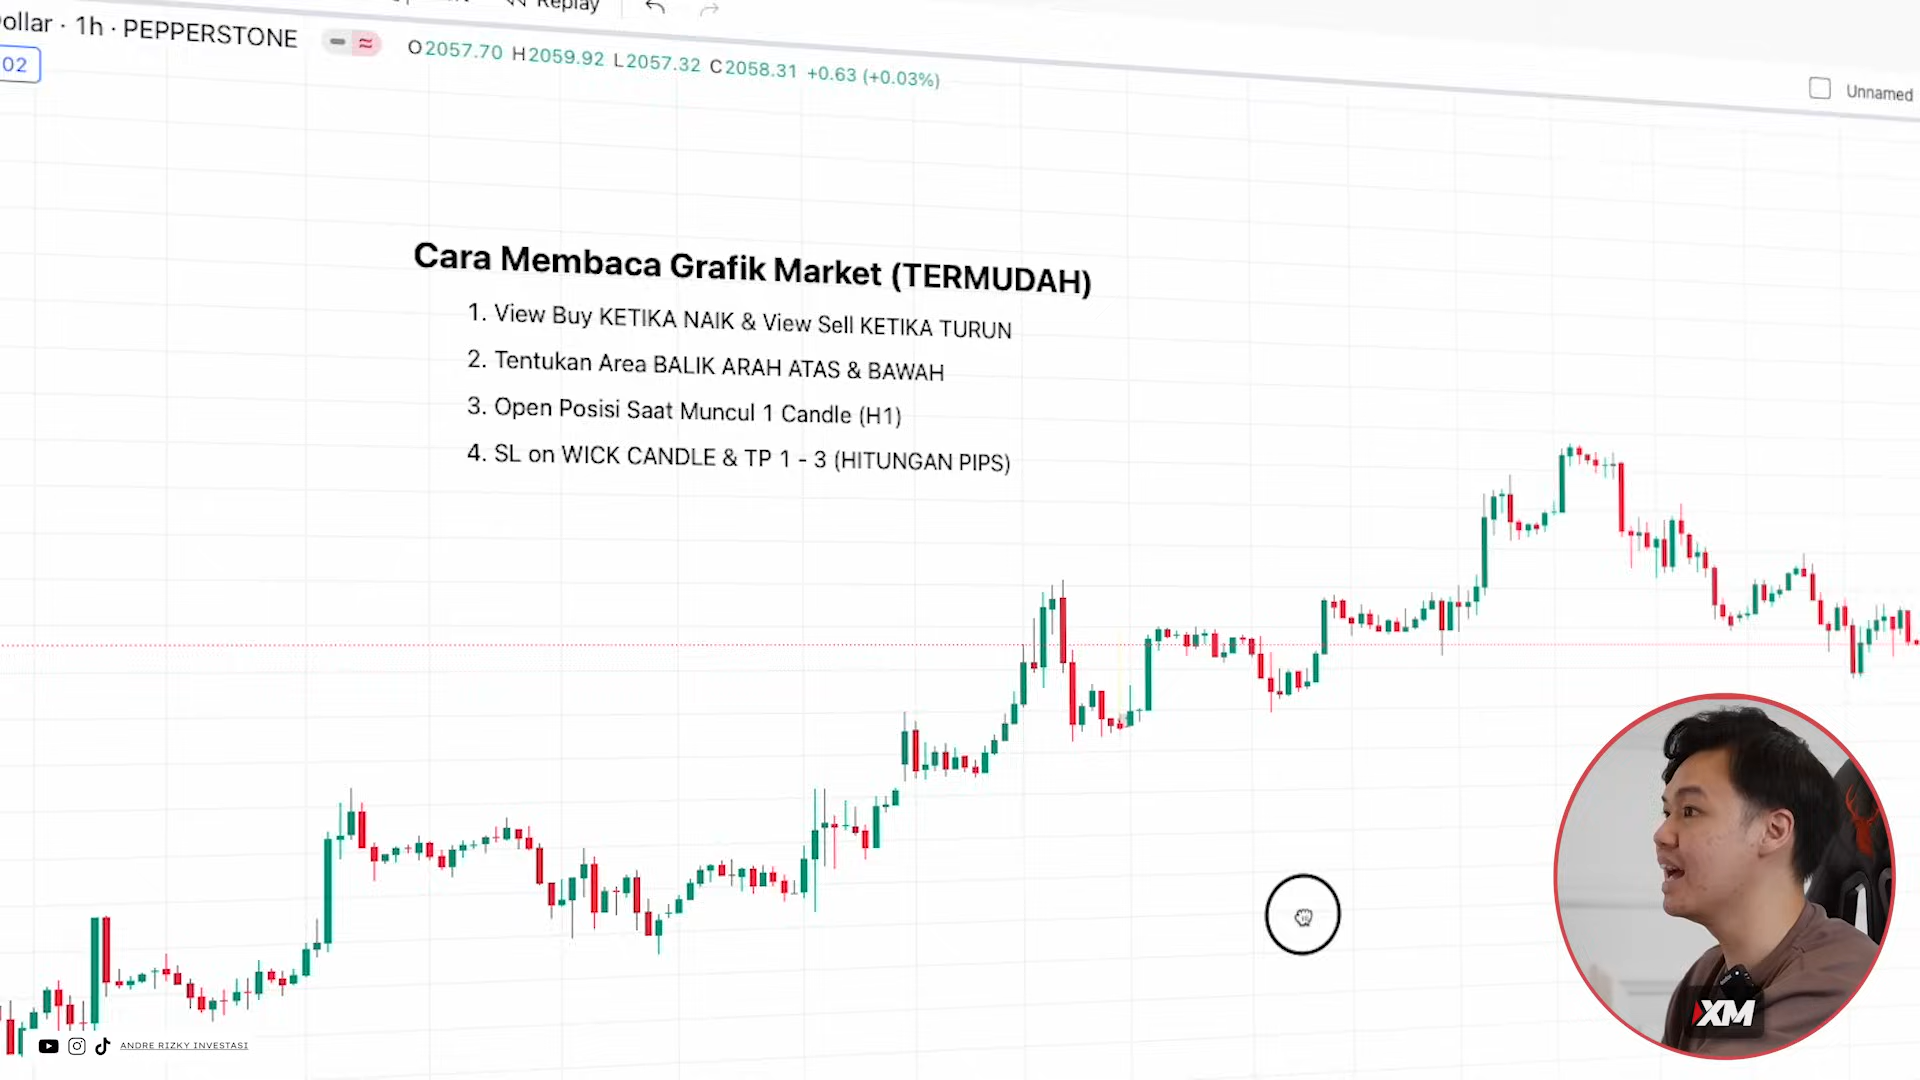 Replay
ollar · 1h · PEPPERSTONE
O2057.70 H2059.92 L2057.32 C2058.31 +0.63 (+0.03%)
02
Unnamed
Cara Membaca Grafik Market (TERMUDAH)
1. View Buy KETIKA NAIK & View Sell KETIKA TURUN
2. Tentukan Area BALIK ARAH ATAS & BAWAH
3. Open Posisi Saat Muncul 1 Candle (H1)
4. SL on WICK CANDLE & TP 1 - 3 (HITUNGAN PIPS)
XM
ANDRE RIZKY INVESTASI